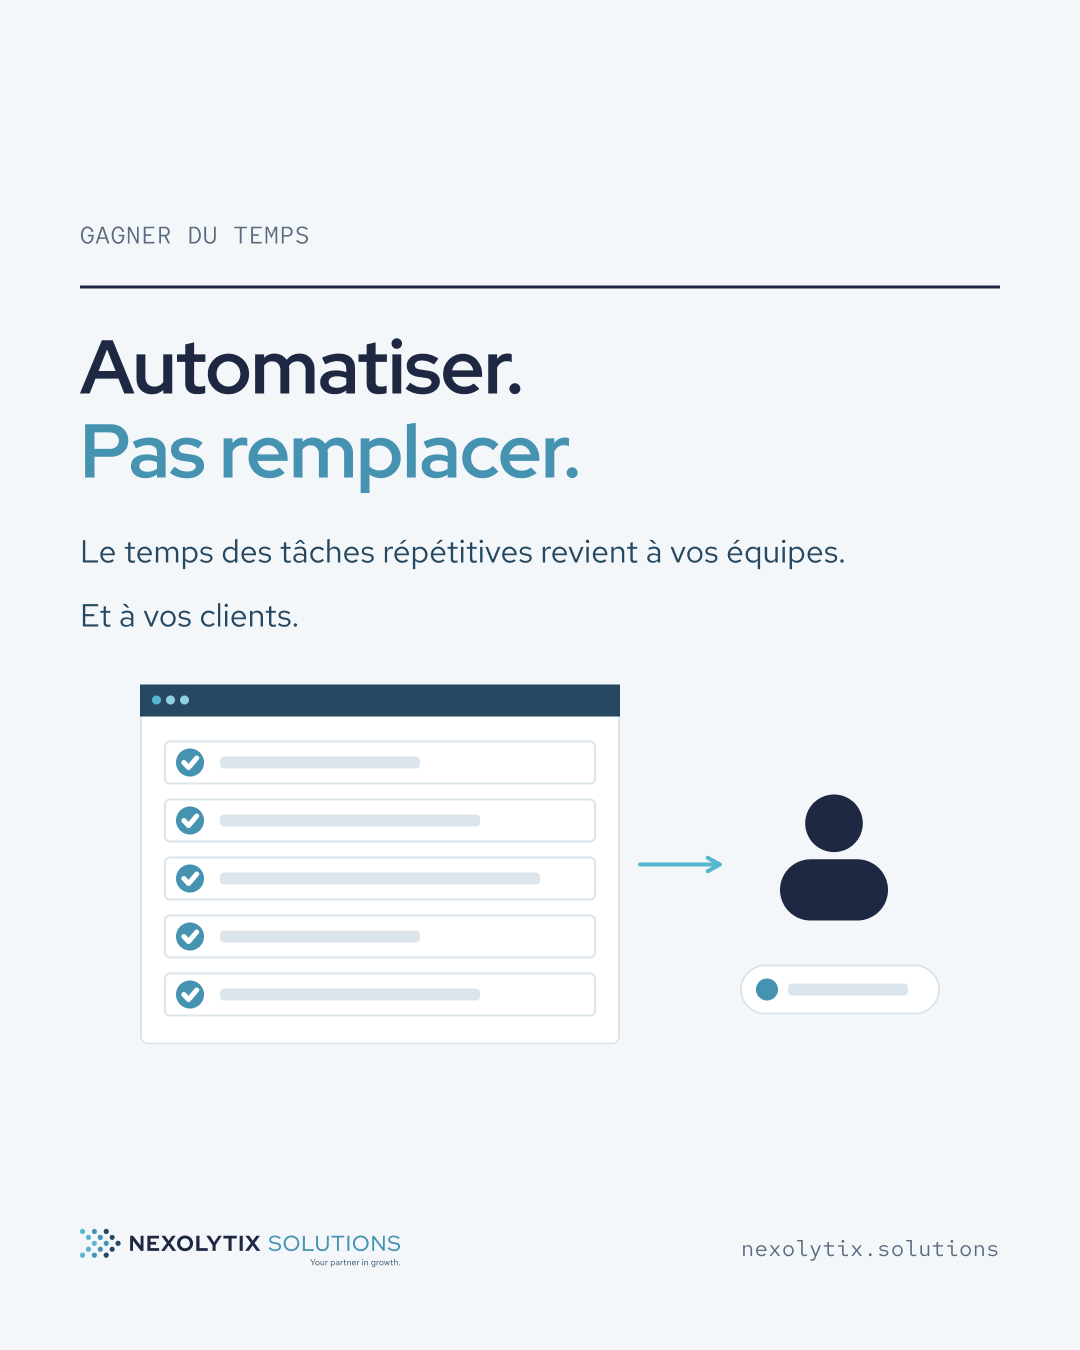 GAGNER DU TEMPS
Automatiser.
Pas remplacer.
Le temps des tâches répétitives revient à vos équipes.
Et à vos clients.
NEXOLYTIX SOLUTIONS
Your partner in growth.
nexolytix.solutions